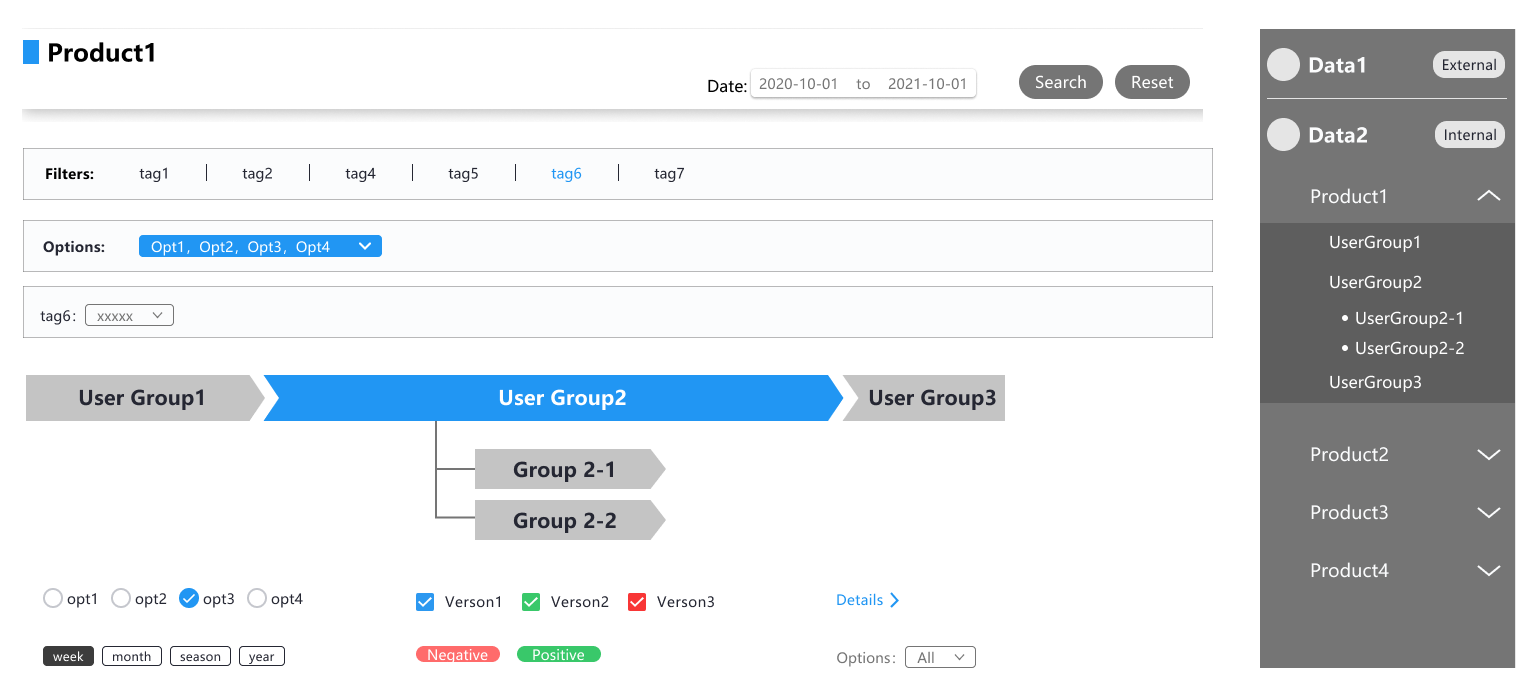 Product1
Date: 2020-10-01 to 2021-10-01 Search Reset
Filters: tag1 tag2 tag4 tag5 tag6 tag7
Options: Opt1, Opt2, Opt3, Opt4
tag6: xxxxx
User Group1 User Group2 User Group3
Group 2-1
Group 2-2
opt1 opt2 opt3 opt4 Verson1 Verson2 Verson3 Details
week month season year Negative Positive Options: All
Data1 External
Data2 Internal
Product1
UserGroup1
UserGroup2
• UserGroup2-1
• UserGroup2-2
UserGroup3
Product2
Product3
Product4